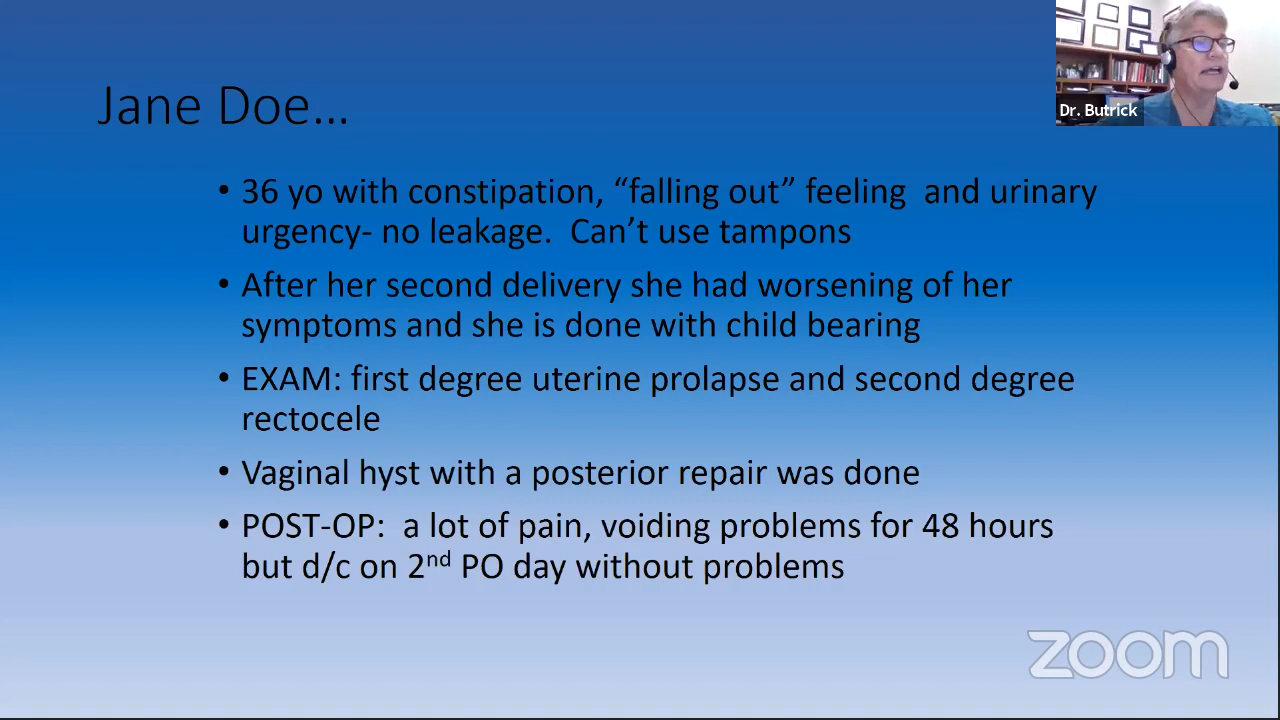 Dr. Butrick
Jane Doe...
• 36 yo with constipation, “falling out” feeling  and urinary
urgency- no leakage.  Can’t use tampons
• After her second delivery she had worsening of her
symptoms and she is done with child bearing
• EXAM: first degree uterine prolapse and second degree
rectocele
• Vaginal hyst with a posterior repair was done
• POST-OP:  a lot of pain, voiding problems for 48 hours
but d/c on 2nd PO day without problems
zoom